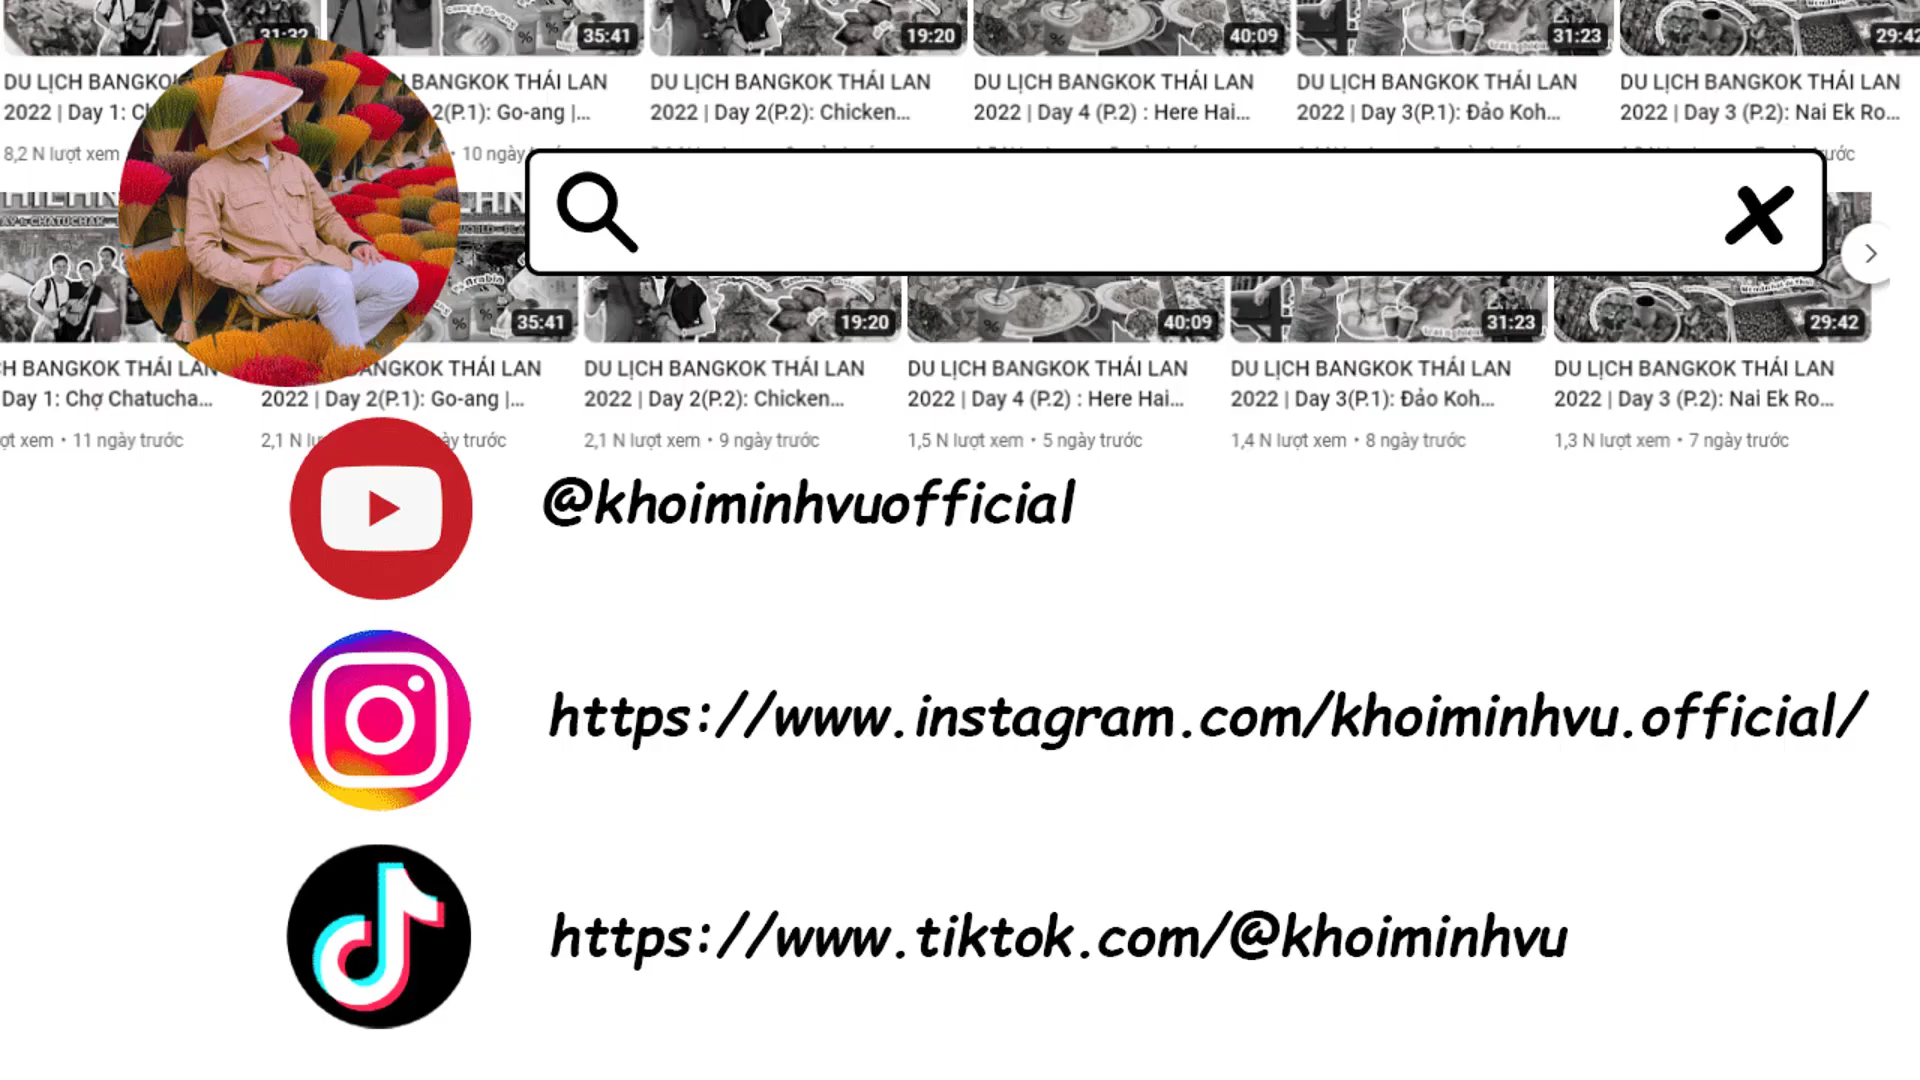 31:32 35:41 19:20 40:09 31:23 29:42
DU LỊCH BANGKOK
2022 | Day 1:
8,2 N lượt xem
BANGKOK THÁI LAN
2(P.1): Go-ang |...
10 ngày
DU LỊCH BANGKOK THÁI LAN
2022 | Day 2(P.2): Chicken...
DU LỊCH BANGKOK THÁI LAN
2022 | Day 4 (P.2) : Here Hai...
DU LỊCH BANGKOK THÁI LAN
2022 | Day 3(P.1): Đảo Koh...
DU LỊCH BANGKOK THÁI LAN
2022 | Day 3 (P.2): Nai Ek Ro...
35:41 19:20 40:09 31:23 29:42
BANGKOK THÁI LAN
Day 1: Chợ Chatucha...
xem • 11 ngày trước
BANGKOK THÁI LAN
2022 | Day 2(P.1): Go-ang |...
2,1 N trước
DU LỊCH BANGKOK THÁI LAN
2022 | Day 2(P.2): Chicken...
2,1 N lượt xem • 9 ngày trước
DU LỊCH BANGKOK THÁI LAN
2022 | Day 4 (P.2) : Here Hai...
1,5 N lượt xem • 5 ngày trước
DU LỊCH BANGKOK THÁI LAN
2022 | Day 3(P.1): Đảo Koh...
1,4 N lượt xem • 8 ngày trước
DU LỊCH BANGKOK THÁI LAN
2022 | Day 3 (P.2): Nai Ek Ro...
1,3 N lượt xem • 7 ngày trước
@khoiminhvuofficial
https://www.instagram.com/khoiminhvu.official/
https://www.tiktok.com/@khoiminhvu